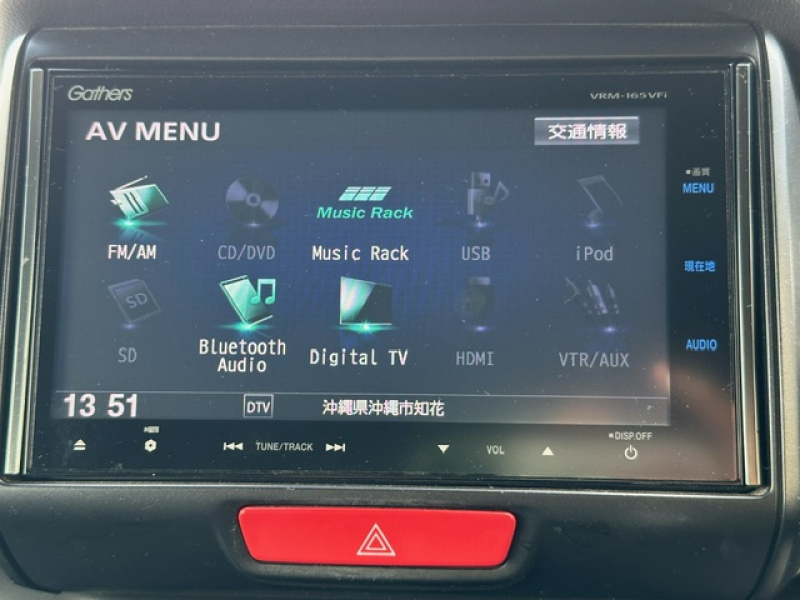 Gathers
VRM-165VFi
AV MENU
交通情報
Music Rack
FM/AM
CD/DVD
Music Rack
USB
iPod
SD
SD
Bluetooth
Audio
Digital TV
HDMI
VTR/AUX
13 51
DTV
沖縄県沖縄市知花
画質
MENU
現在地
AUDIO
TUNE/TRACK
VOL
DISP.OFF